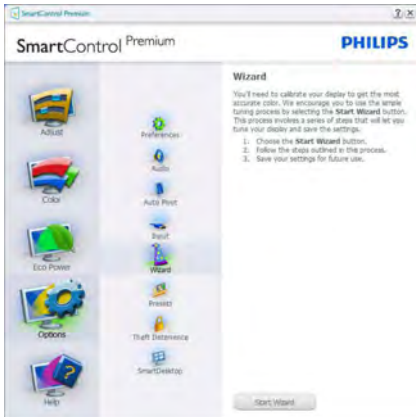 SmartControl Premium
SmartControl Premium
PHILIPS
Adjust
Color
Eco Power
Options
Help
Preferences
Audio
Auto Pivot
Input
Wizard
Presets
Theft Deterrence
SmartDesktop
Wizard
You'll need to calibrate your display to get the most
accurate color. We encourage you to use the simple
tuning process by selecting the Start Wizard button.
This process involves a series of steps that will let you
tune your display and save the settings.
1. Choose the Start Wizard button.
2. Follow the steps outlined in the process.
3. Save your settings for future use.
Start Wizard